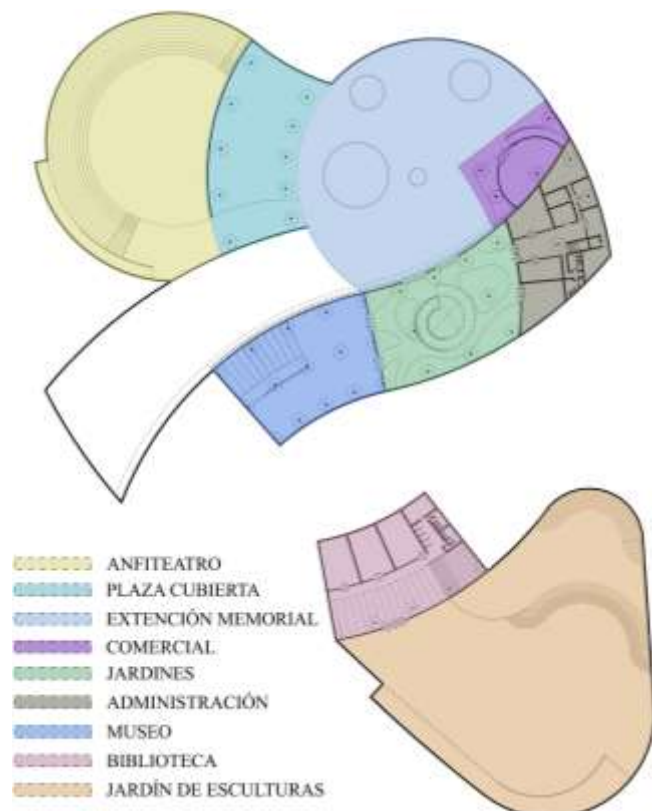 ANFITEATRO
PLAZA CUBIERTA
EXTENCIÓN MEMORIAL
COMERCIAL
JARDINES
ADMINISTRACIÓN
MUSEO
BIBLIOTECA
JARDÍN DE ESCULTURAS